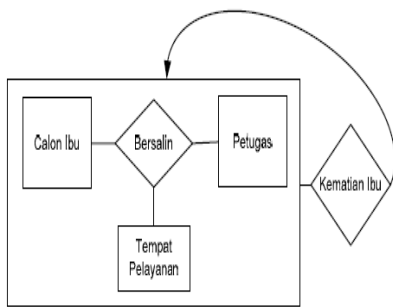 Calon Ibu
Bersalin
Petugas
Kematian Ibu
Tempat
Pelayanan